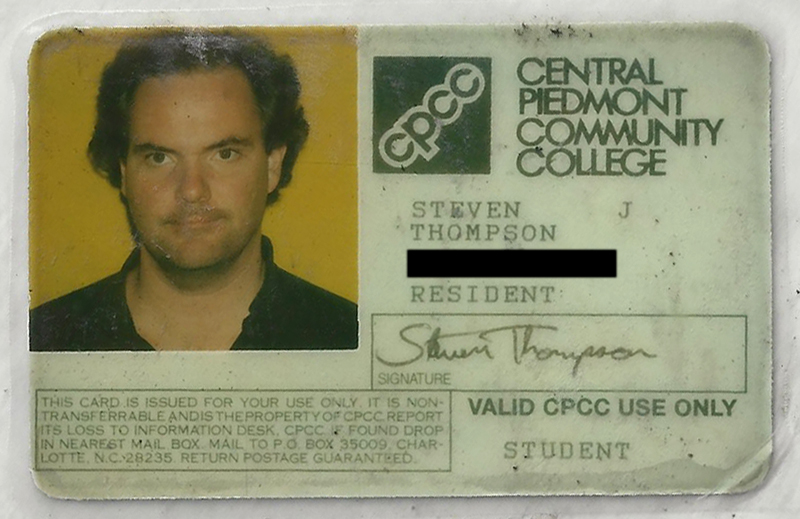 cpcc
CENTRAL
PIEDMONT
COMMUNITY
COLLEGE
STEVEN J
THOMPSON
RESIDENT
Steven Thompson
SIGNATURE
THIS CARD IS ISSUED FOR YOUR USE ONLY. IT IS NON-
TRANSFERRABLE AND IS THE PROPERTY OF CPCC. REPORT
ITS LOSS TO INFORMATION DESK, CPCC. IF FOUND DROP
IN NEAREST MAIL BOX. MAIL TO P.O. BOX 35009, CHAR-
LOTTE, N.C. 28235. RETURN POSTAGE GUARANTEED.
VALID CPCC USE ONLY
STUDENT